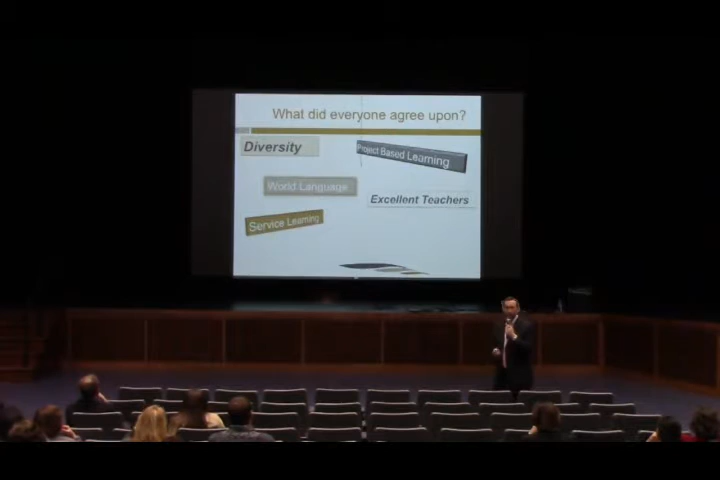 What did everyone agree upon?
Diversity
Project Based Learning
World Language
Excellent Teachers
Service Learning